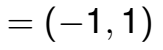 = (−1, 1)